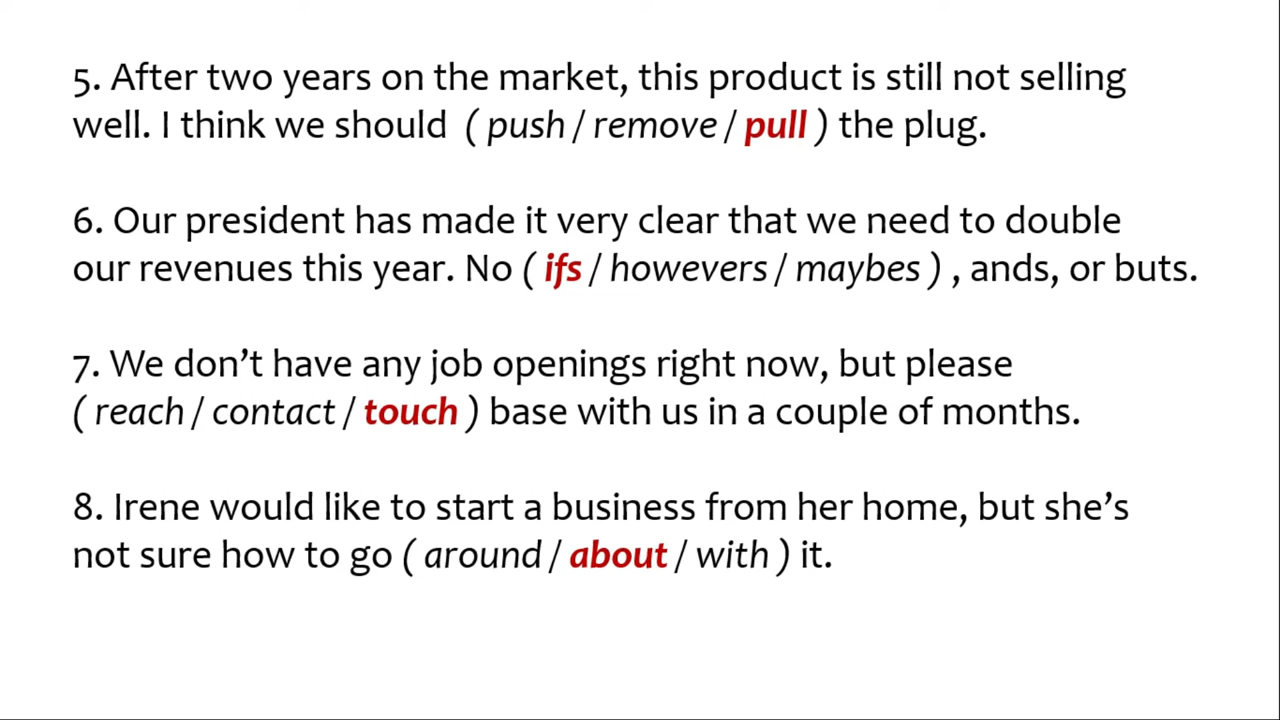 5. After two years on the market, this product is still not selling
well. I think we should ( push / remove / pull ) the plug.
6. Our president has made it very clear that we need to double
our revenues this year. No ( ifs / howevers / maybes ) , ands, or buts.
7. We don’t have any job openings right now, but please
( reach / contact / touch ) base with us in a couple of months.
8. Irene would like to start a business from her home, but she’s
not sure how to go ( around / about / with ) it.